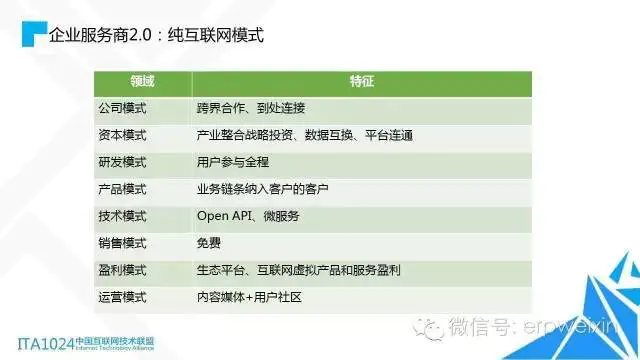 企业服务商2.0：纯互联网模式
领域 特征
公司模式 跨界合作、到处连接
资本模式 产业整合战略投资、数据互换、平台连通
研发模式 用户参与全程
产品模式 业务链条纳入客户的客户
技术模式 Open API、微服务
销售模式 免费
盈利模式 生态平台、互联网虚拟产品和服务盈利
运营模式 内容媒体+用户社区
微信号: erpweixin
ITA1024 中国互联网技术联盟
China Internet Technology Alliance